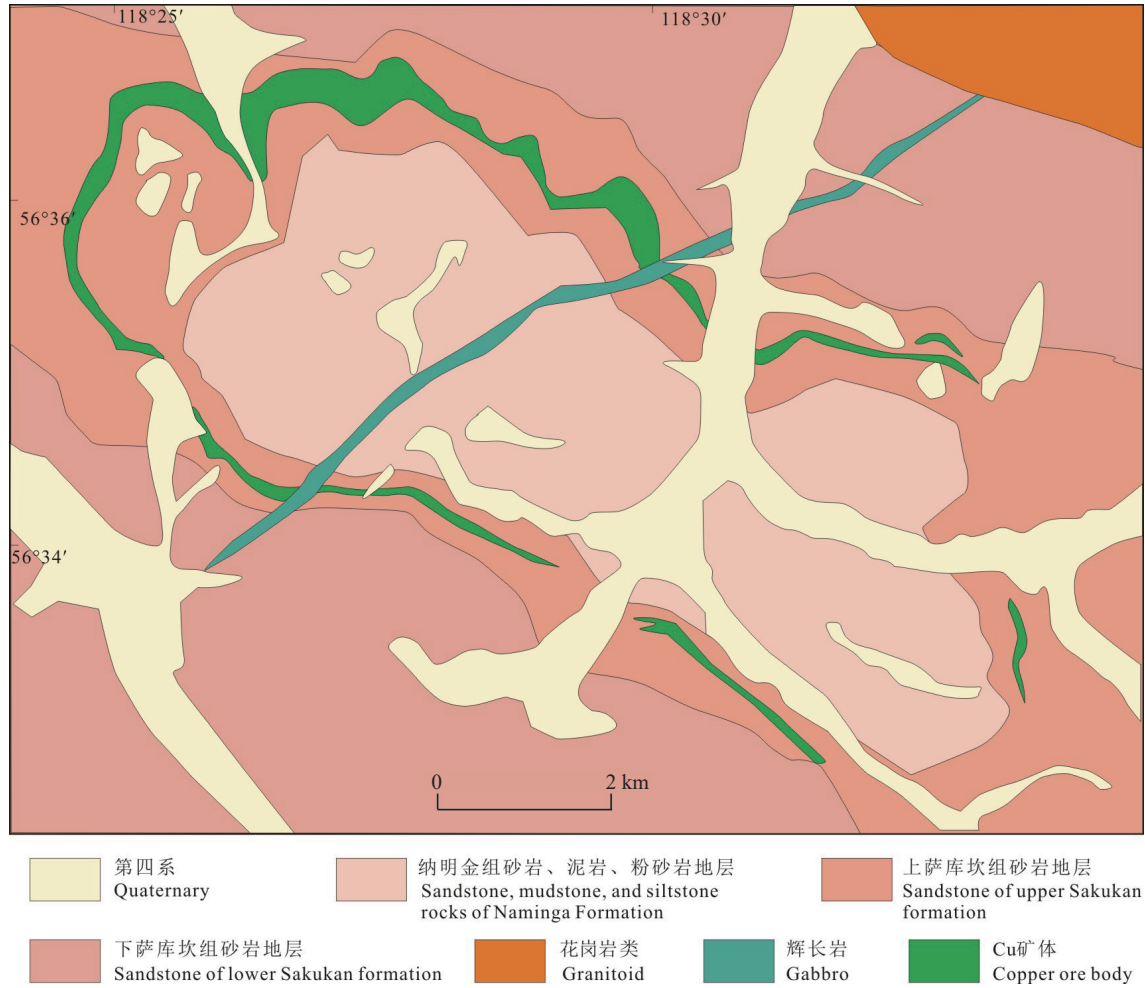 118°25′
118°30′
56°36′
56°34′
0
2 km
第四系
Quaternary
纳明金组砂岩、泥岩、粉砂岩地层
Sandstone, mudstone, and siltstone
rocks of Naminga Formation
上萨库坎组砂岩地层
Sandstone of upper Sakukan
formation
下萨库坎组砂岩地层
Sandstone of lower Sakukan formation
花岗岩类
Granitoid
辉长岩
Gabbro
Cu矿体
Copper ore body